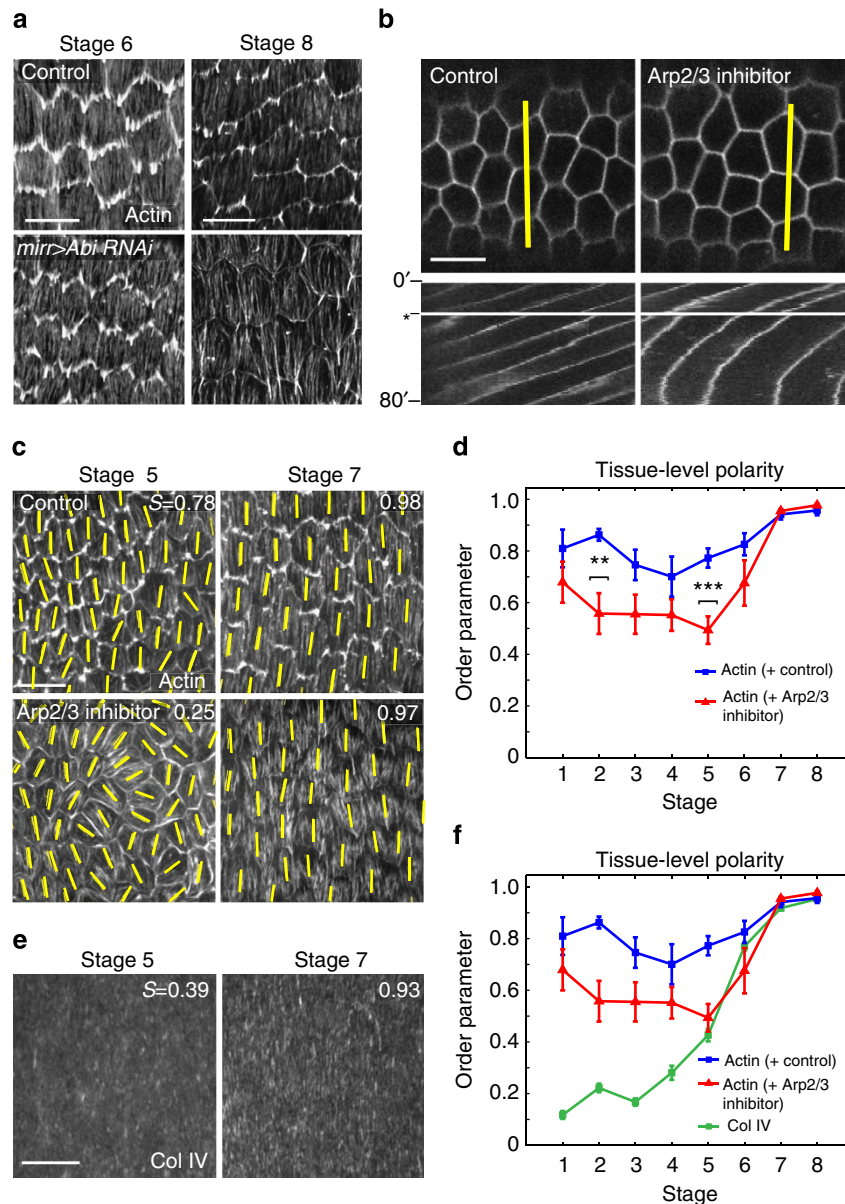 a
Stage 6 Stage 8
Control
Actin
mirr>Abi RNAi
b
Control Arp2/3 inhibitor
0′
*
80′
c
Stage 5 Stage 7
Control S=0.78 0.98
Actin
Arp2/3 inhibitor 0.25 0.97
d
Tissue-level polarity
Order parameter
1.0
0.8
0.6
0.4
0.2
0
**
***
Actin (+ control)
Actin (+ Arp2/3
inhibitor)
1 2 3 4 5 6 7 8
Stage
e
Stage 5 Stage 7
S=0.39 0.93
Col IV
f
Tissue-level polarity
Order parameter
1.0
0.8
0.6
0.4
0.2
0
Actin (+ control)
Actin (+ Arp2/3
inhibitor)
Col IV
1 2 3 4 5 6 7 8
Stage